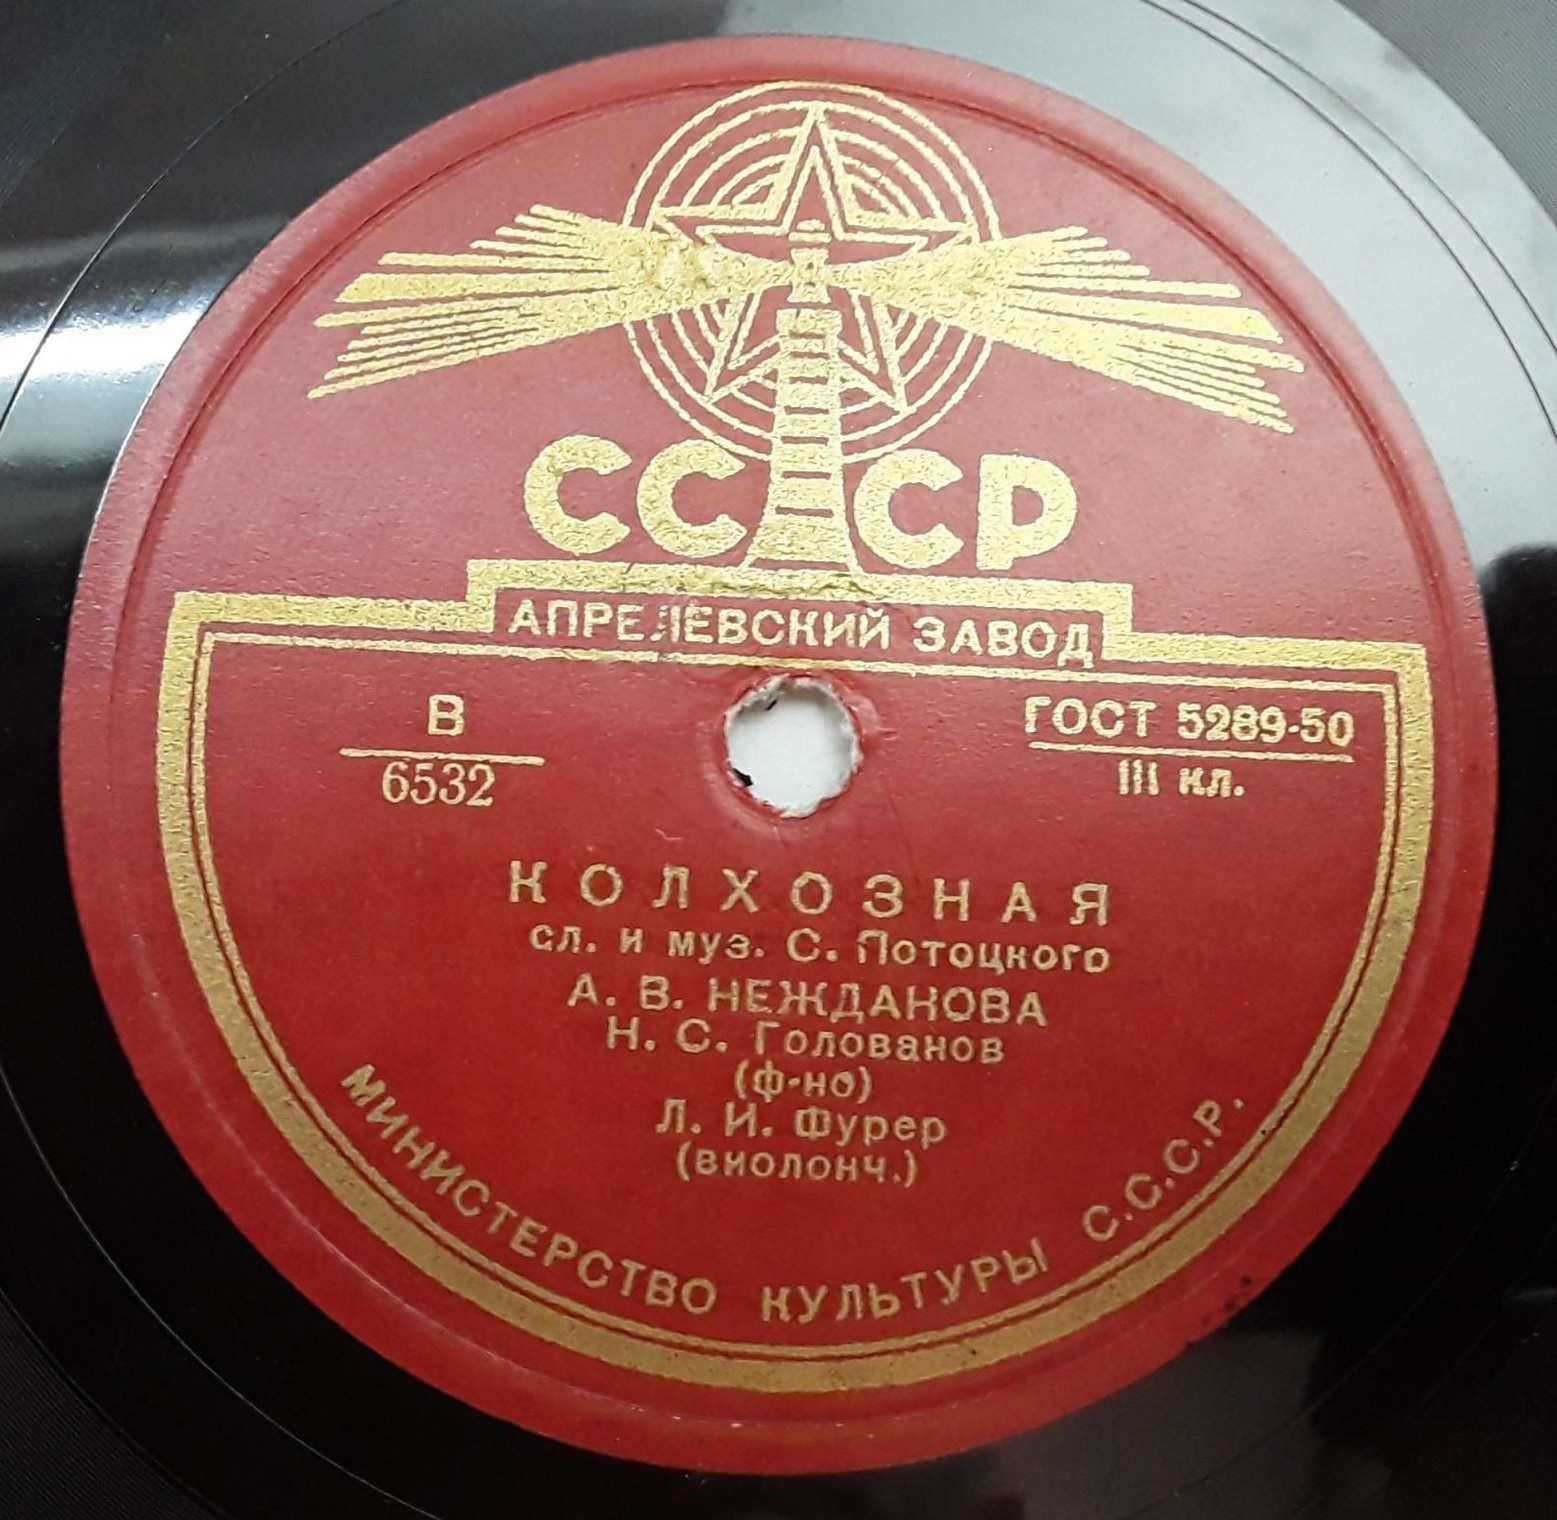 СССР
АПРЕЛЕВСКИЙ ЗАВОД
В
6532
ГОСТ 5289-50
III кл.
КОЛХОЗНАЯ
сл. и муз. С. Потоцкого
А. В. НЕЖДАНОВА
Н. С. Голованов
(ф-но)
Л. И. Фурер
(виолонч.)
МИНИСТЕРСТВО КУЛЬТУРЫ С.С.С.Р.